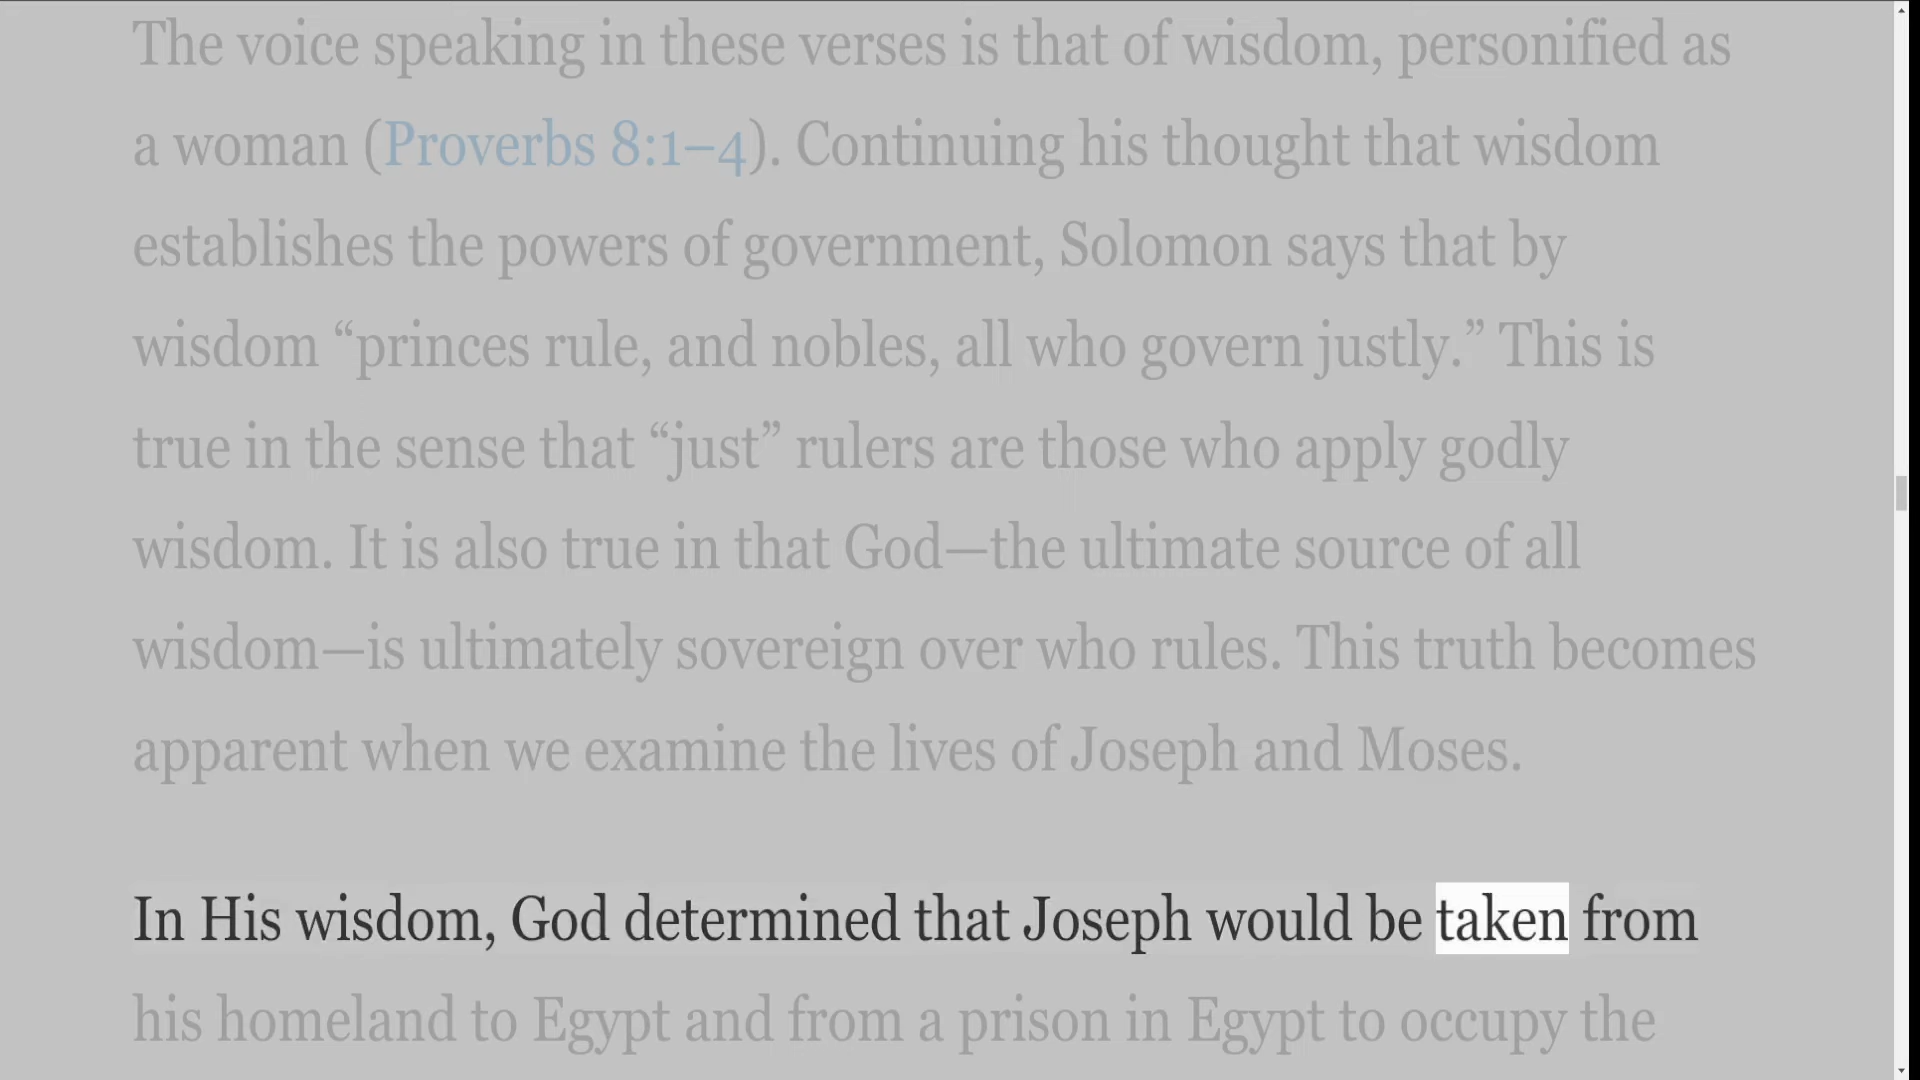 The voice speaking in these verses is that of wisdom, personified as
a woman (Proverbs 8:1–4). Continuing his thought that wisdom
establishes the powers of government, Solomon says that by
wisdom “princes rule, and nobles, all who govern justly.” This is
true in the sense that “just” rulers are those who apply godly
wisdom. It is also true in that God—the ultimate source of all
wisdom—is ultimately sovereign over who rules. This truth becomes
apparent when we examine the lives of Joseph and Moses.
In His wisdom, God determined that Joseph would be taken from
his homeland to Egypt and from a prison in Egypt to occupy the